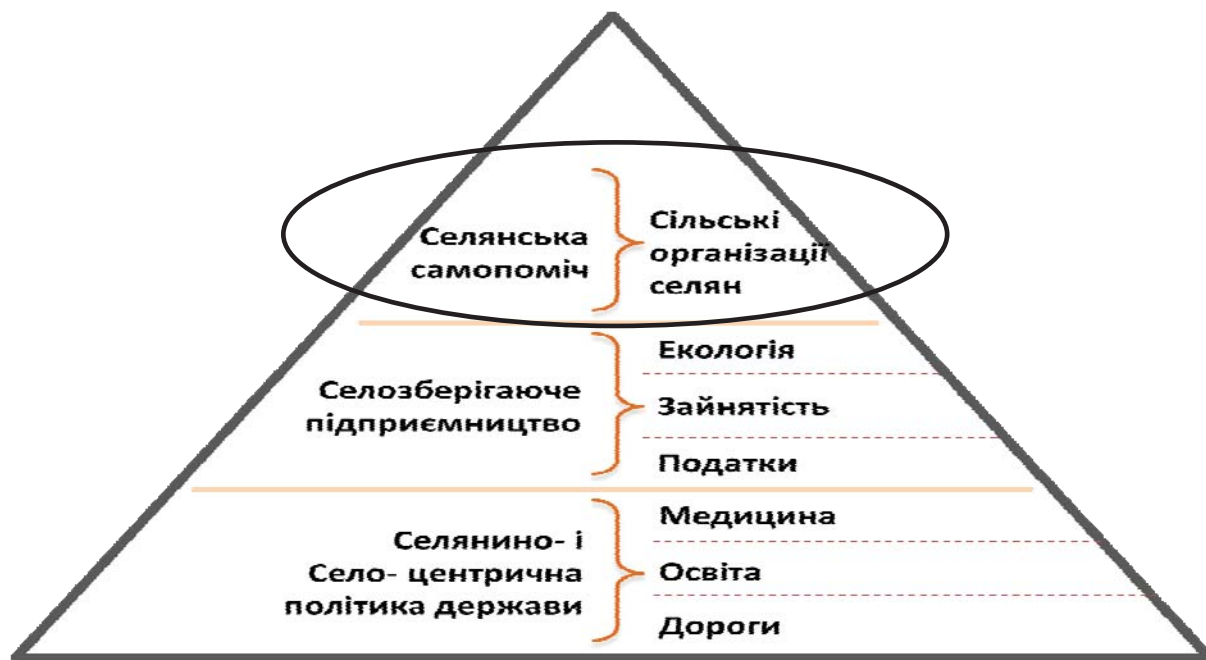 Селянська
самопоміч
Сільські
організації
селян
Селозберігаюче
підприємництво
Екологія
Зайнятість
Податки
Селянино- і
Село- центрична
політика держави
Медицина
Освіта
Дороги